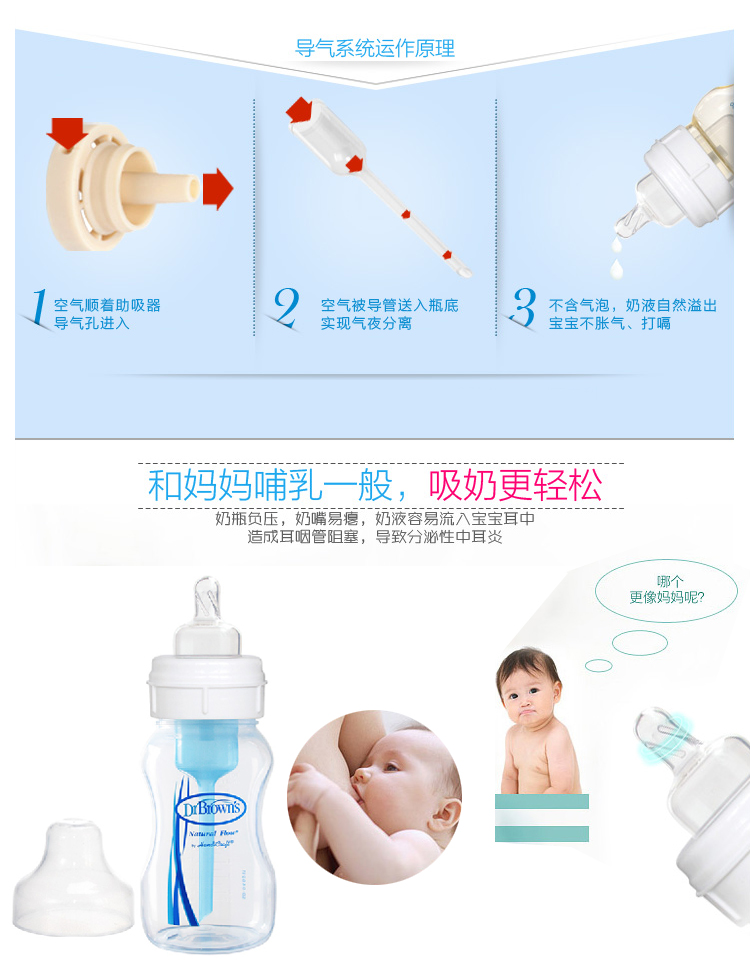 导气系统运作原理
1 空气顺着助吸器
导气孔进入
2 空气被导管送入瓶底
实现气夜分离
3 不含气泡，奶液自然溢出
宝宝不胀气、打嗝
和妈妈哺乳一般，吸奶更轻松
奶瓶负压，奶嘴易瘪，奶液容易流入宝宝耳中
造成耳咽管阻塞，导致分泌性中耳炎
哪个
更像妈妈呢?
Dr Brown's
Natural Flow
by Handi-Craft